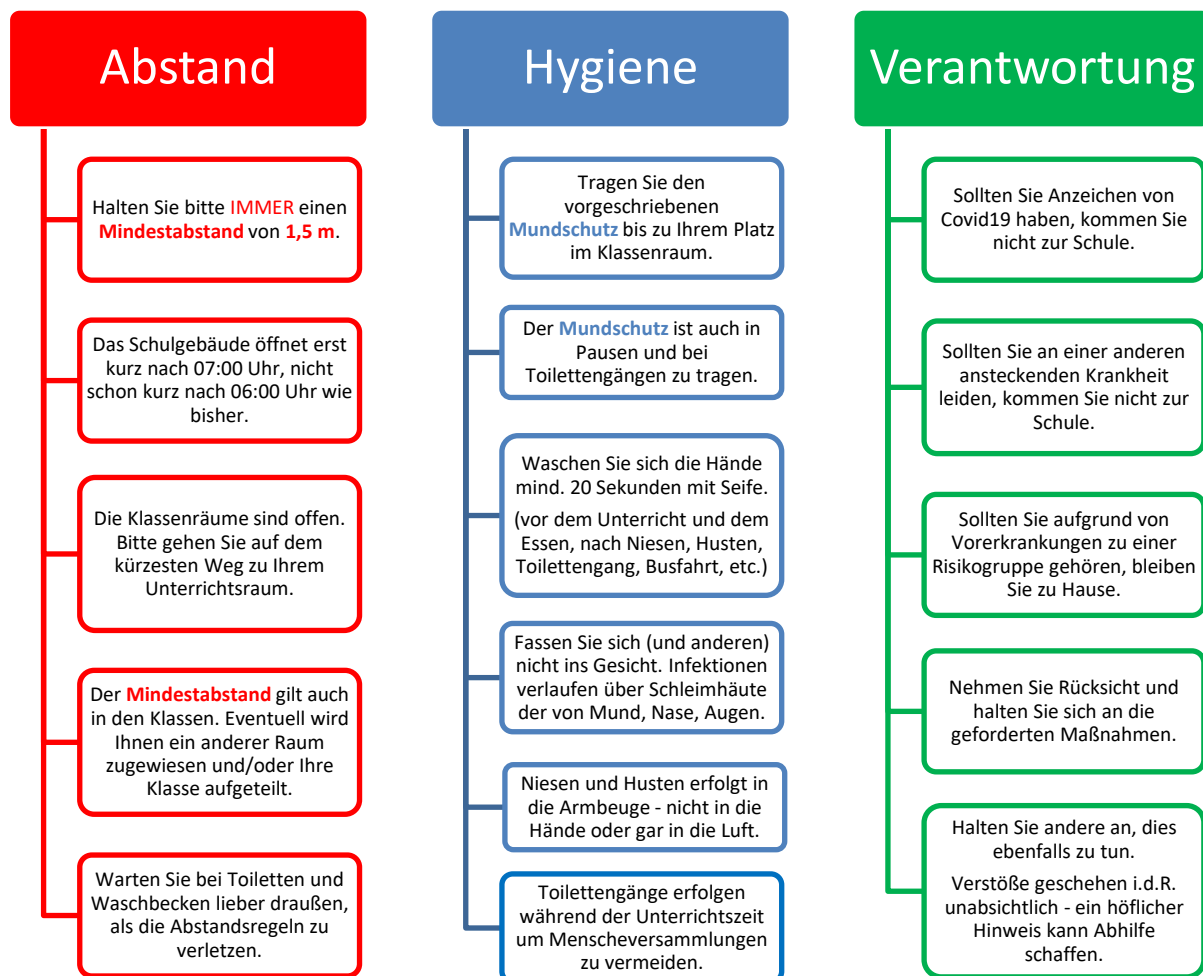 Abstand
Halten Sie bitte IMMER einen
Mindestabstand von 1,5 m.
Das Schulgebäude öffnet erst
kurz nach 07:00 Uhr, nicht
schon kurz nach 06:00 Uhr wie
bisher.
Die Klassenräume sind offen.
Bitte gehen Sie auf dem
kürzesten Weg zu Ihrem
Unterrichtsraum.
Der Mindestabstand gilt auch
in den Klassen. Eventuell wird
Ihnen ein anderer Raum
zugewiesen und/oder Ihre
Klasse aufgeteilt.
Warten Sie bei Toiletten und
Waschbecken lieber draußen,
als die Abstandsregeln zu
verletzen.
Hygiene
Tragen Sie den
vorgeschriebenen
Mundschutz bis zu Ihrem Platz
im Klassenraum.
Der Mundschutz ist auch in
Pausen und bei
Toilettengängen zu tragen.
Waschen Sie sich die Hände
mind. 20 Sekunden mit Seife.
(vor dem Unterricht und dem
Essen, nach Niesen, Husten,
Toilettengang, Busfahrt, etc.)
Fassen Sie sich (und anderen)
nicht ins Gesicht. Infektionen
verlaufen über Schleimhäute
der von Mund, Nase, Augen.
Niesen und Husten erfolgt in
die Armbeuge - nicht in die
Hände oder gar in die Luft.
Toilettengänge erfolgen
während der Unterrichtszeit
um Menscheversammlungen
zu vermeiden.
Verantwortung
Sollten Sie Anzeichen von
Covid19 haben, kommen Sie
nicht zur Schule.
Sollten Sie an einer anderen
ansteckenden Krankheit
leiden, kommen Sie nicht zur
Schule.
Sollten Sie aufgrund von
Vorerkrankungen zu einer
Risikogruppe gehören, bleiben
Sie zu Hause.
Nehmen Sie Rücksicht und
halten Sie sich an die
geforderten Maßnahmen.
Halten Sie andere an, dies
ebenfalls zu tun.
Verstöße geschehen i.d.R.
unabsichtlich - ein höflicher
Hinweis kann Abhilfe
schaffen.